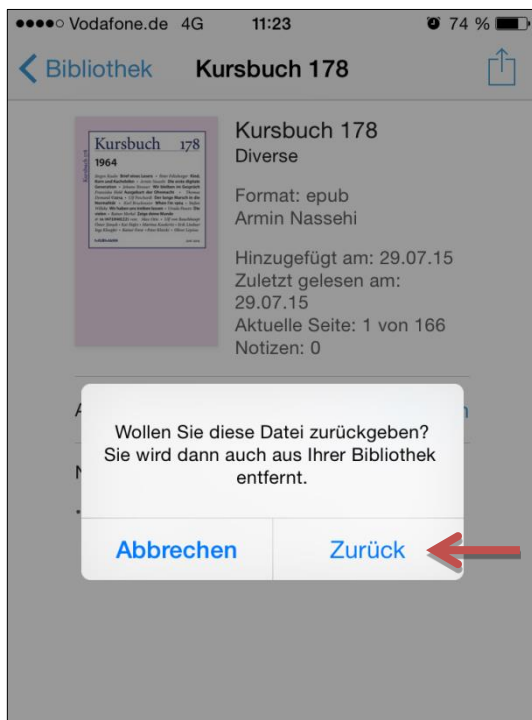 Vodafone.de 4G 11:23 74 %
Bibliothek Kursbuch 178
Kursbuch 178
1964
Kursbuch 178
Diverse
Format: epub
Armin Nassehi
Hinzugefügt am: 29.07.15
Zuletzt gelesen am:
29.07.15
Aktuelle Seite: 1 von 166
Notizen: 0
Wollen Sie diese Datei zurückgeben?
Sie wird dann auch aus Ihrer Bibliothek
entfernt.
Abbrechen Zurück